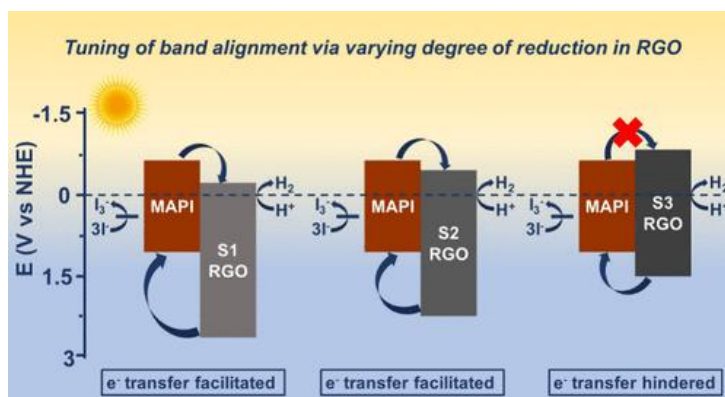 Tuning of band alignment via varying degree of reduction in RGO
E (V vs NHE)
-1.5
0
1.5
3
I₃⁻
3I⁻
MAPI
S1
RGO
H₂
H⁺
e⁻ transfer facilitated
I₃⁻
3I⁻
MAPI
S2
RGO
H₂
H⁺
e⁻ transfer facilitated
I₃⁻
3I⁻
MAPI
S3
RGO
H₂
H⁺
e⁻ transfer hindered